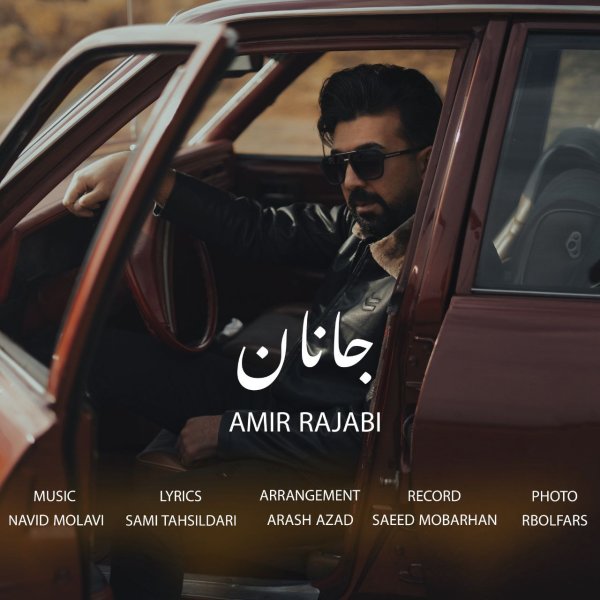 جانان
AMIR RAJABI
MUSIC LYRICS ARRANGEMENT RECORD PHOTO
NAVID MOLAVI SAMI TAHSILDARI ARASH AZAD SAEED MOBARHAN RBOLFARS